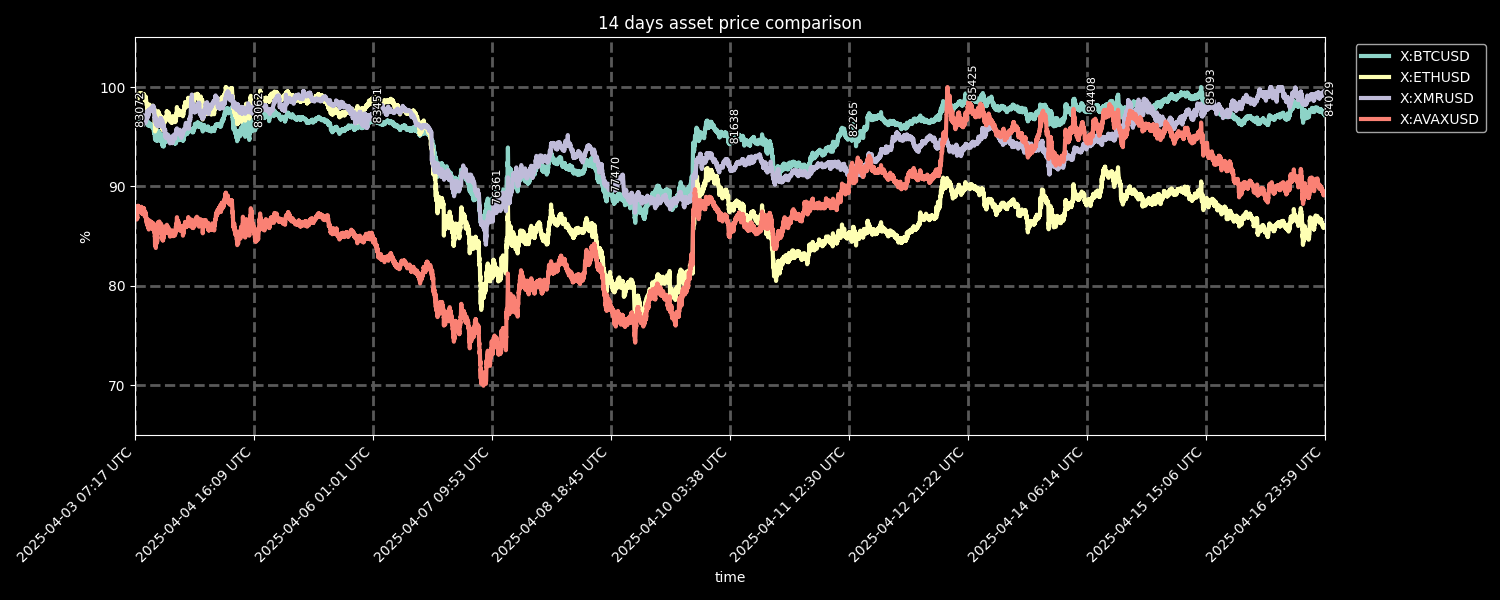 14 days asset price comparison
X:BTCUSD
X:ETHUSD
X:XMRUSD
X:AVAXUSD
100
90
80
70
%
83062
83451
76361
77470
81638
82265
85425
84408
85093
84029
2025-04-03 07:17 UTC
2025-04-04 16:09 UTC
2025-04-06 01:01 UTC
2025-04-07 09:53 UTC
2025-04-08 18:45 UTC
2025-04-10 03:38 UTC
2025-04-11 12:30 UTC
2025-04-12 21:22 UTC
2025-04-14 06:14 UTC
2025-04-15 15:06 UTC
2025-04-16 23:59 UTC
time